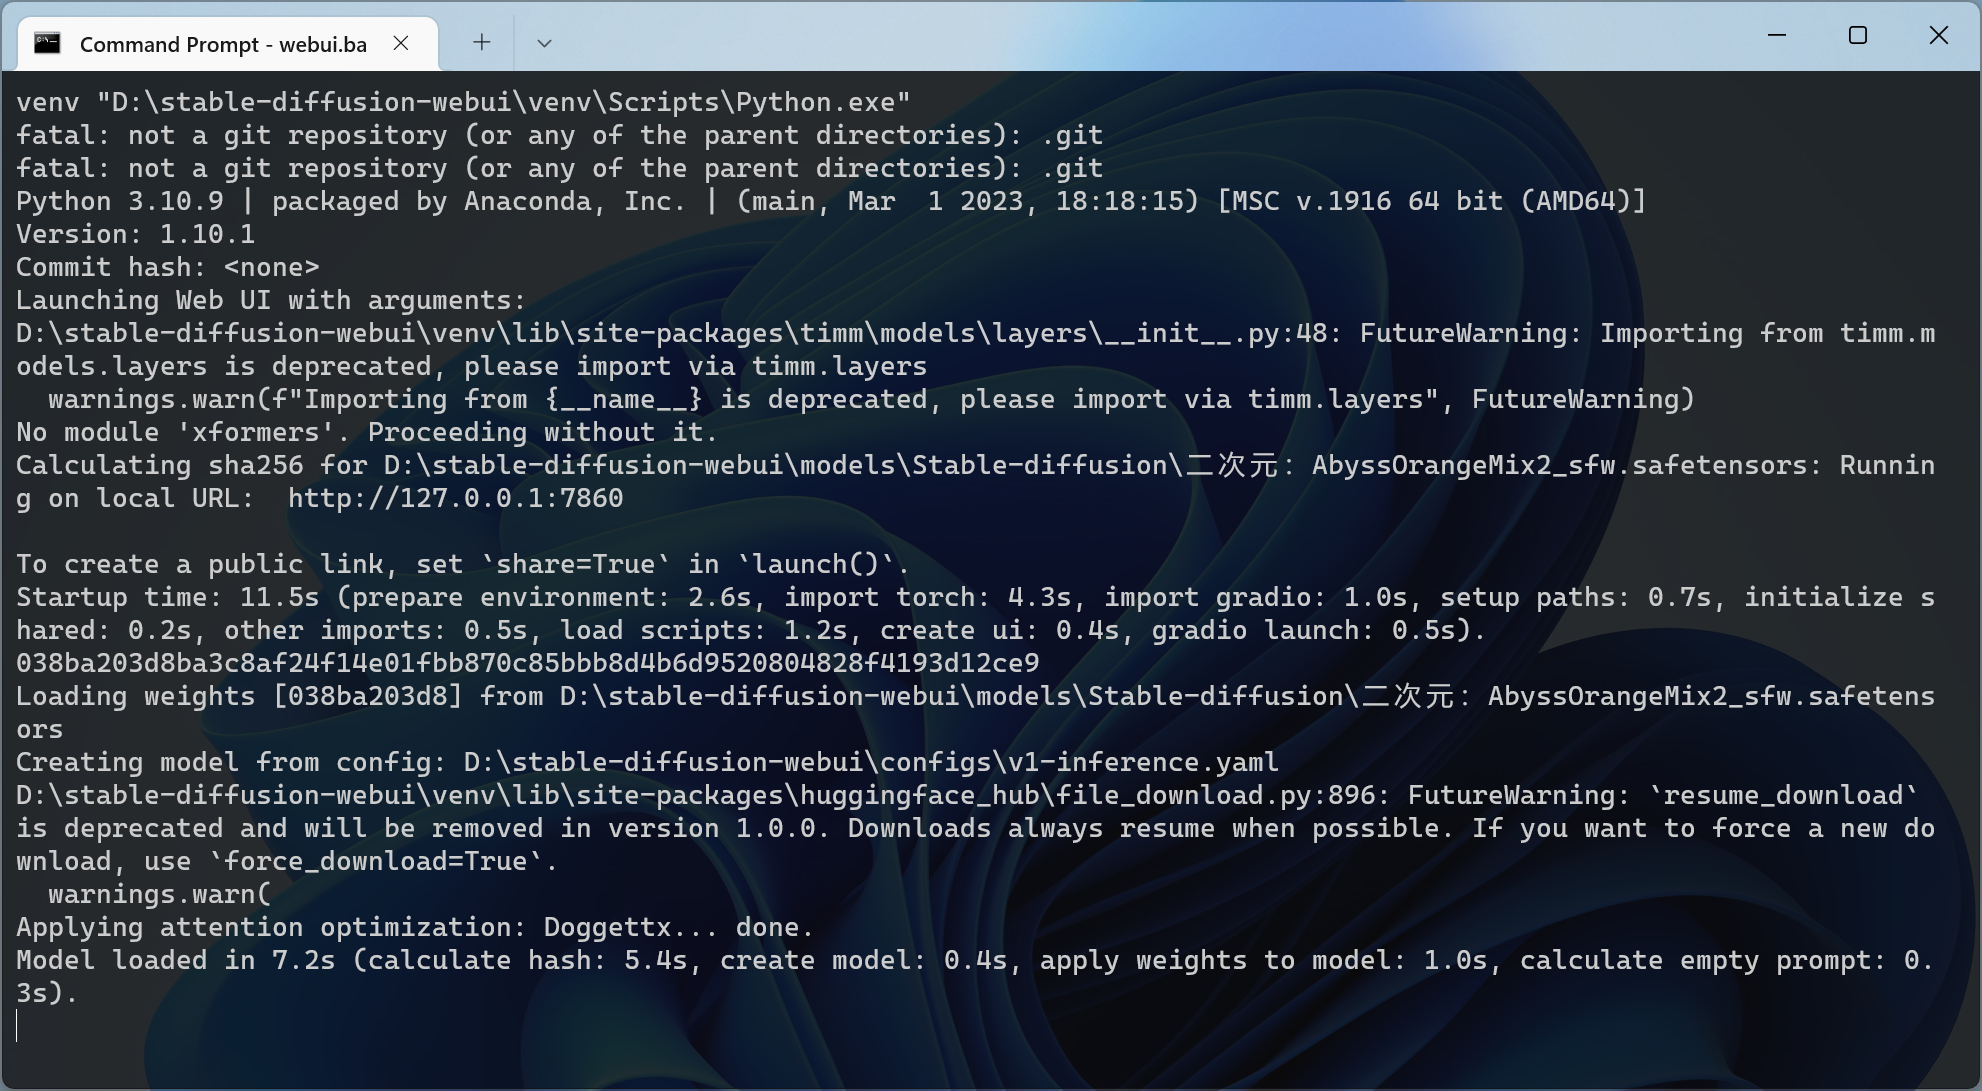 Command Prompt - webui.ba
venv "D:\stable-diffusion-webui\venv\Scripts\Python.exe"
fatal: not a git repository (or any of the parent directories): .git
fatal: not a git repository (or any of the parent directories): .git
Python 3.10.9 | packaged by Anaconda, Inc. | (main, Mar  1 2023, 18:18:15) [MSC v.1916 64 bit (AMD64)]
Version: 1.10.1
Commit hash: <none>
Launching Web UI with arguments:
D:\stable-diffusion-webui\venv\lib\site-packages\timm\models\layers\__init__.py:48: FutureWarning: Importing from timm.m
odels.layers is deprecated, please import via timm.layers
  warnings.warn(f"Importing from {__name__} is deprecated, please import via timm.layers", FutureWarning)
No module 'xformers'. Proceeding without it.
Calculating sha256 for D:\stable-diffusion-webui\models\Stable-diffusion\二次元：AbyssOrangeMix2_sfw.safetensors: Runnin
g on local URL:  http://127.0.0.1:7860
To create a public link, set `share=True` in `launch()`.
Startup time: 11.5s (prepare environment: 2.6s, import torch: 4.3s, import gradio: 1.0s, setup paths: 0.7s, initialize s
hared: 0.2s, other imports: 0.5s, load scripts: 1.2s, create ui: 0.4s, gradio launch: 0.5s).
038ba203d8ba3c8af24f14e01fbb870c85bbb8d4b6d9520804828f4193d12ce9
Loading weights [038ba203d8] from D:\stable-diffusion-webui\models\Stable-diffusion\二次元：AbyssOrangeMix2_sfw.safetens
ors
Creating model from config: D:\stable-diffusion-webui\configs\v1-inference.yaml
D:\stable-diffusion-webui\venv\lib\site-packages\huggingface_hub\file_download.py:896: FutureWarning: `resume_download`
is deprecated and will be removed in version 1.0.0. Downloads always resume when possible. If you want to force a new do
wnload, use `force_download=True`.
  warnings.warn(
Applying attention optimization: Doggettx... done.
Model loaded in 7.2s (calculate hash: 5.4s, create model: 0.4s, apply weights to model: 1.0s, calculate empty prompt: 0.
3s).